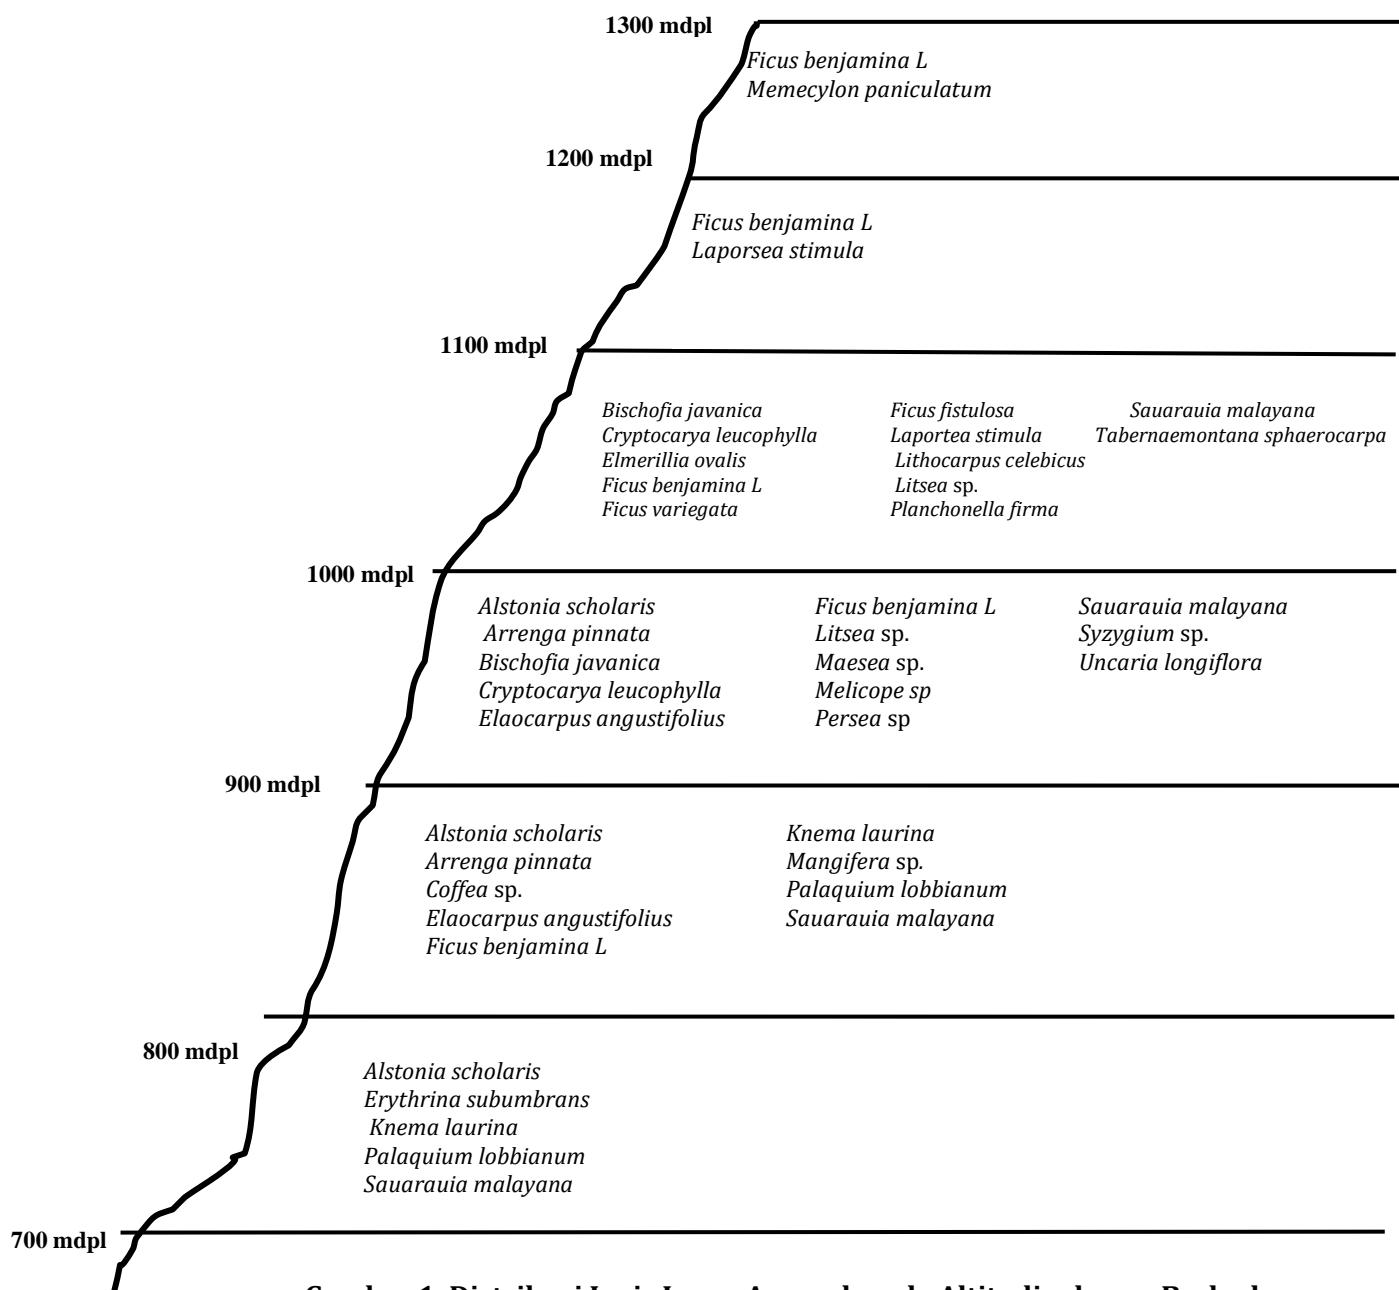 1300 mdpl
Ficus benjamina L
Memecylon paniculatum
1200 mdpl
Ficus benjamina L
Laporsea stimula
1100 mdpl
Bischofia javanica
Cryptocarya leucophylla
Elmerillia ovalis
Ficus benjamina L
Ficus variegata
Ficus fistulosa
Laportea stimula
Lithocarpus celebicus
Litsea sp.
Planchonella firma
Sauarauia malayana
Tabernaemontana sphaerocarpa
1000 mdpl
Alstonia scholaris
Arrenga pinnata
Bischofia javanica
Cryptocarya leucophylla
Elaocarpus angustifolius
Ficus benjamina L
Litsea sp.
Maesea sp.
Melicope sp
Persea sp
Sauarauia malayana
Syzygium sp.
Uncaria longiflora
900 mdpl
Alstonia scholaris
Arrenga pinnata
Coffea sp.
Elaocarpus angustifolius
Ficus benjamina L
Knema laurina
Mangifera sp.
Palaquium lobbianum
Sauarauia malayana
800 mdpl
Alstonia scholaris
Erythrina subumbrans
Knema laurina
Palaquium lobbianum
Sauarauia malayana
700 mdpl